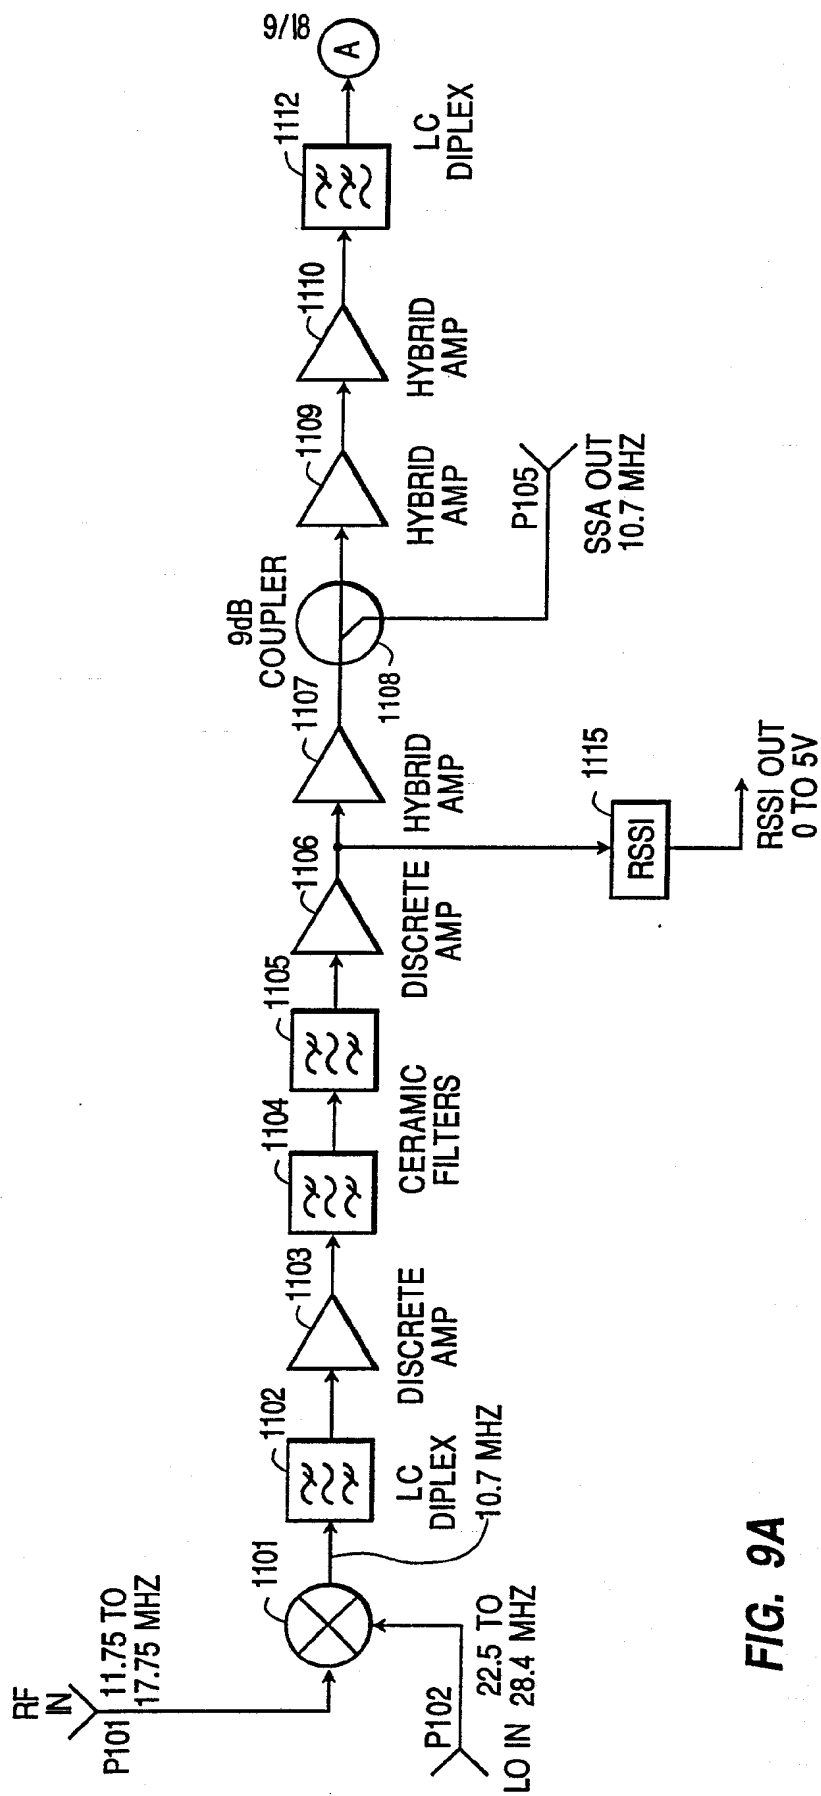 RF
IN
P101
11.75 TO
17.75 MHZ
P102
LO IN
22.5 TO
28.4 MHZ
1101
10.7 MHZ
1102
LC
DIPLEX
1103
DISCRETE
AMP
1104
1105
CERAMIC
FILTERS
1106
DISCRETE
AMP
1115
RSSI
RSSI OUT
0 TO 5V
1107
HYBRID
AMP
9dB
COUPLER
1108
P105
SSA OUT
10.7 MHZ
1109
HYBRID
AMP
1110
HYBRID
AMP
1112
LC
DIPLEX
A
9/18
FIG. 9A